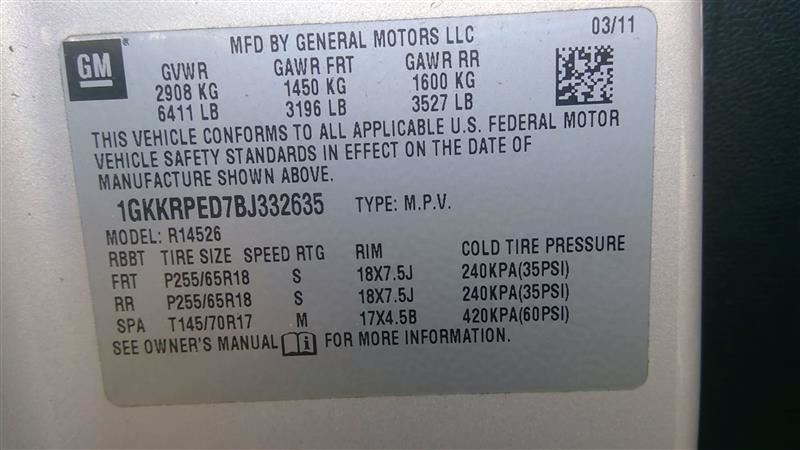 GM
®
MFD BY GENERAL MOTORS LLC 03/11
GVWR GAWR FRT GAWR RR
2908 KG 1450 KG 1600 KG
6411 LB 3196 LB 3527 LB
THIS VEHICLE CONFORMS TO ALL APPLICABLE U.S. FEDERAL MOTOR
VEHICLE SAFETY STANDARDS IN EFFECT ON THE DATE OF
MANUFACTURE SHOWN ABOVE.
1GKKRPED7BJ332635 TYPE: M.P.V.
MODEL: R14526
RBBT TIRE SIZE SPEED RTG RIM COLD TIRE PRESSURE
FRT P255/65R18 S 18X7.5J 240KPA(35PSI)
RR P255/65R18 S 18X7.5J 240KPA(35PSI)
SPA T145/70R17 M 17X4.5B 420KPA(60PSI)
SEE OWNER'S MANUAL FOR MORE INFORMATION.